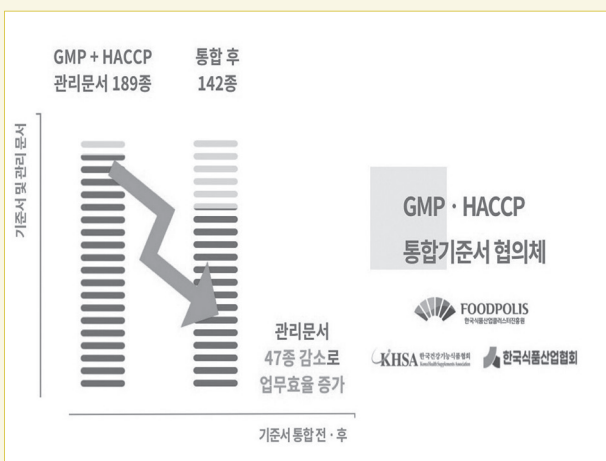 GMP + HACCP
관리문서 189종
통합 후
142종
기준서 및 관리 문서
관리문서
47종 감소로
업무효율 증가
기준서 통합 전 · 후
GMP · HACCP
통합기준서 협의체
FOODPOLIS
한국식품산업클러스터진흥원
KHSA 한국건강기능식품협회
Korea Health Supplements Association
한국식품산업협회